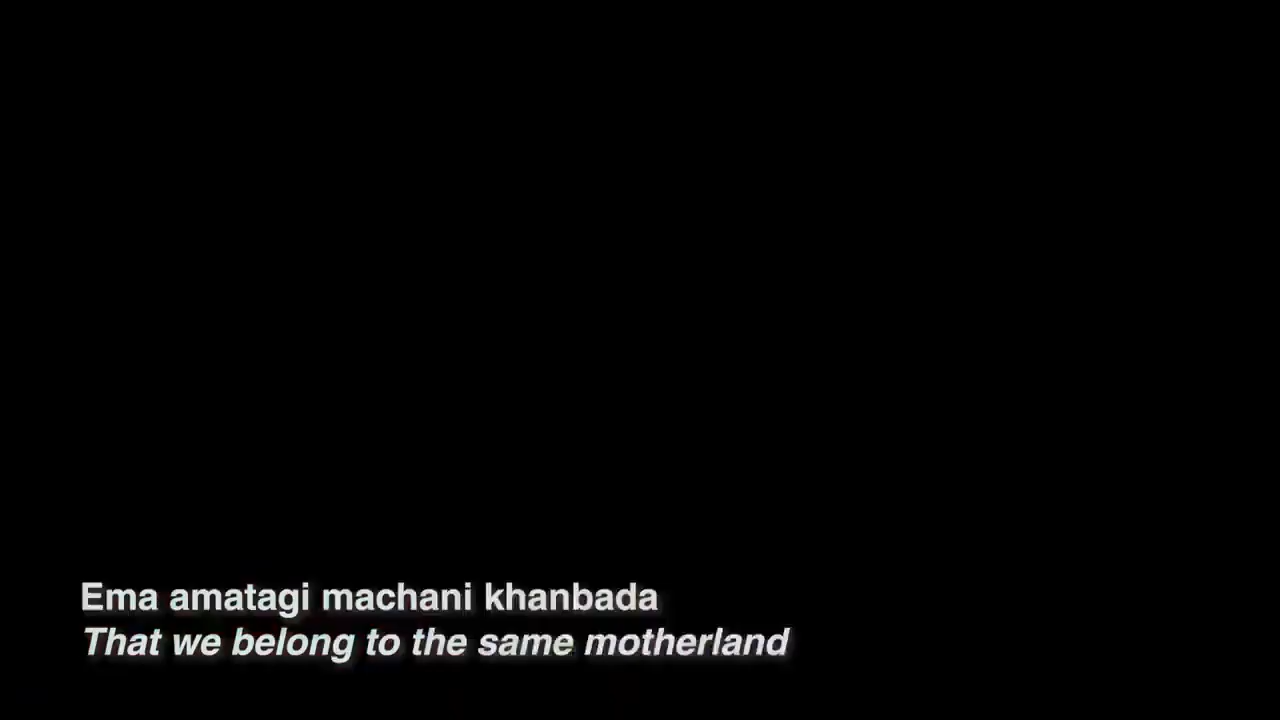 Ema amatagi machani khanbada
That we belong to the same motherland